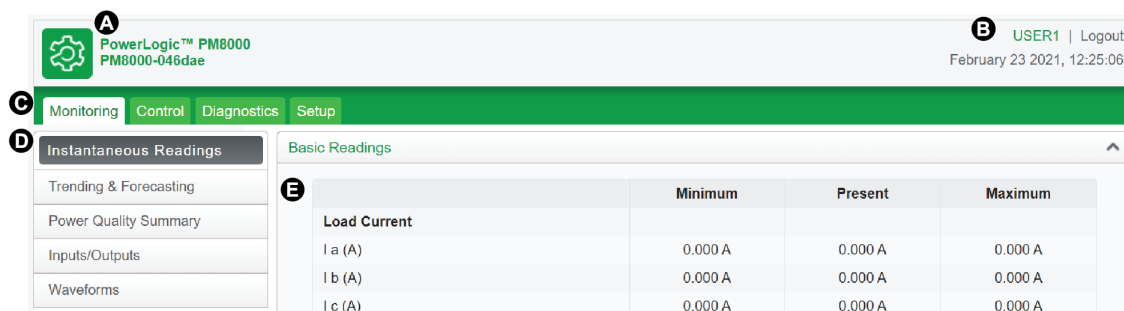 A
PowerLogic™ PM8000
PM8000-046dae
B
USER1 | Logout
February 23 2021, 12:25:06
C
Monitoring Control Diagnostics Setup
D
Instantaneous Readings
Trending & Forecasting
Power Quality Summary
Inputs/Outputs
Waveforms
Basic Readings
E
Minimum Present Maximum
Load Current
I a (A) 0.000 A 0.000 A 0.000 A
I b (A) 0.000 A 0.000 A 0.000 A
I c (A) 0.000 A 0.000 A 0.000 A